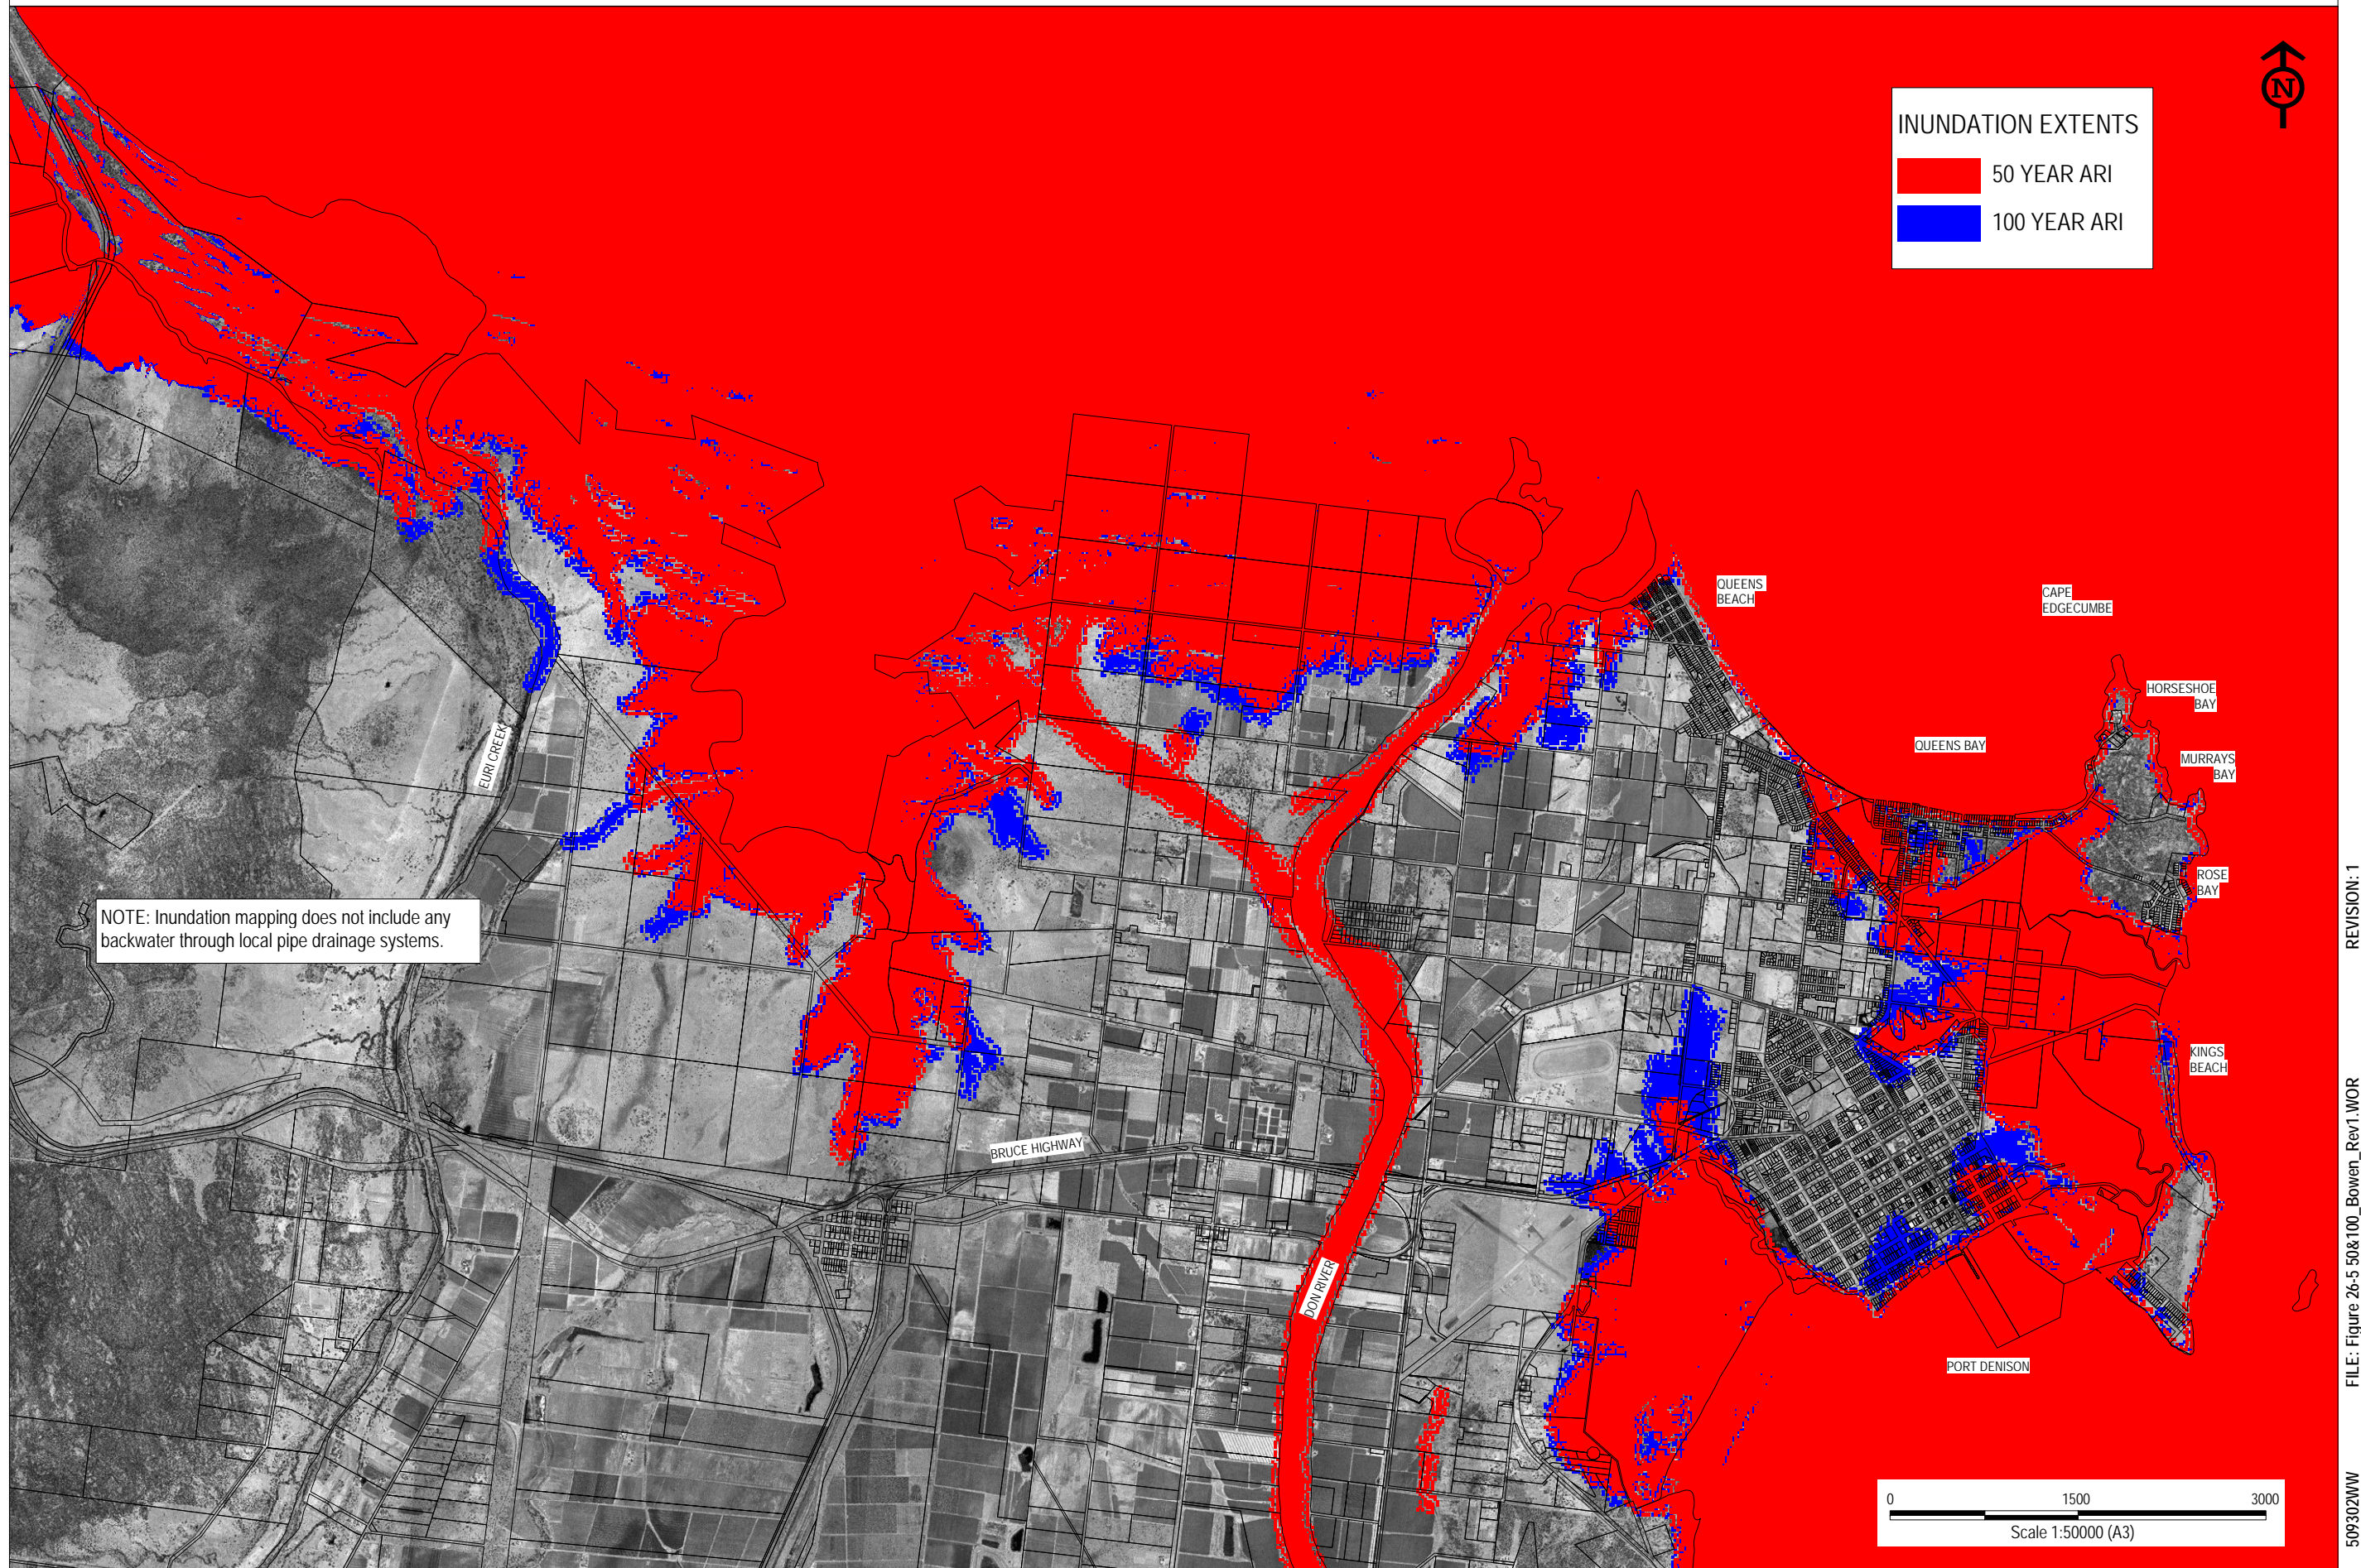 N
INUNDATION EXTENTS
50 YEAR ARI
100 YEAR ARI
QUEENS
BEACH
CAPE
EDGECUMBE
HORSESHOE
BAY
QUEENS BAY
MURRAYS
BAY
EURI CREEK
ROSE
BAY
NOTE: Inundation mapping does not include any
backwater through local pipe drainage systems.
KINGS
BEACH
BRUCE HIGHWAY
DON RIVER
PORT DENISON
0 1500 3000
Scale 1:50000 (A3)
509302WW FILE: Figure 26-5 50&100_Bowen_Rev1.WOR REVISION: 1